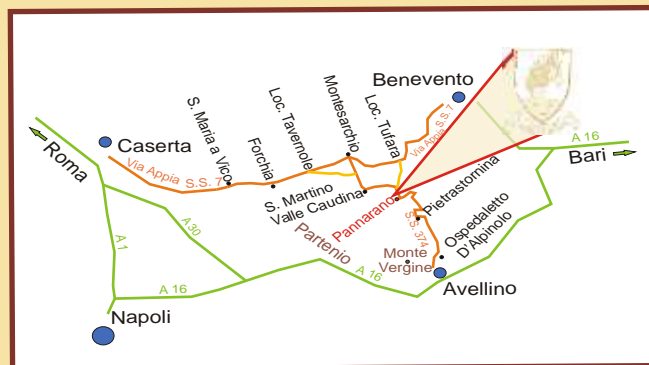 Roma
Caserta
Via Appia S.S. 7
S. Maria a Vico
Forchia
Loc. Tavernole
Montesarchio
Loc. Tufara
Benevento
Via Appia S.S. 7
A 16
Bari
S. Martino
Valle Caudina
Pannarano
Pietrastornina
S.S. 374
Ospedaletto
D'Alpinolo
Partenio
Monte
Vergine
A 1
A30
A 16
A 16
Avellino
Napoli